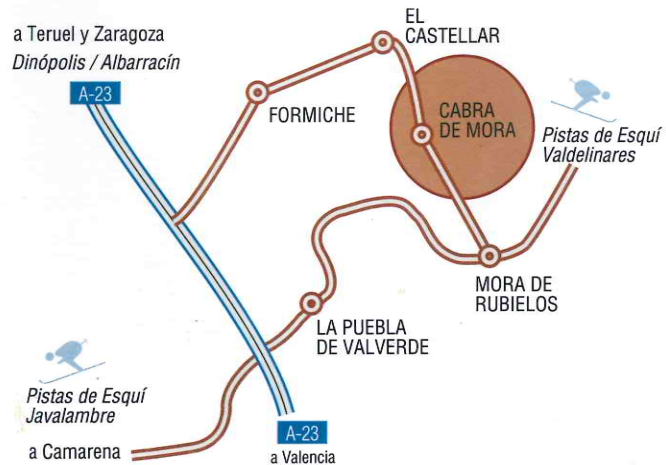 a Teruel y Zaragoza
Dinópolis / Albarracín
A-23
EL
CASTELLAR
FORMICHE
CABRA
DE MORA
Pistas de Esquí
Valdelinares
MORA DE
RUBIELOS
LA PUEBLA
DE VALVERDE
Pistas de Esquí
Javalambre
a Camarena
A-23
a Valencia